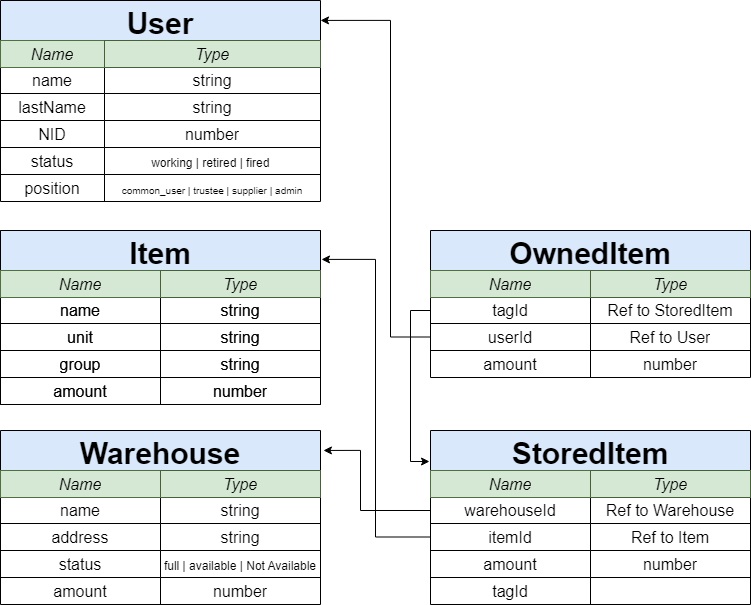 User
Name Type
name string
lastName string
NID number
status working | retired | fired
position common_user | trustee | supplier | admin
Item
Name Type
name string
unit string
group string
amount number
OwnedItem
Name Type
tagId Ref to StoredItem
userId Ref to User
amount number
Warehouse
Name Type
name string
address string
status full | available | Not Available
amount number
StoredItem
Name Type
warehouseId Ref to Warehouse
itemId Ref to Item
amount number
tagId